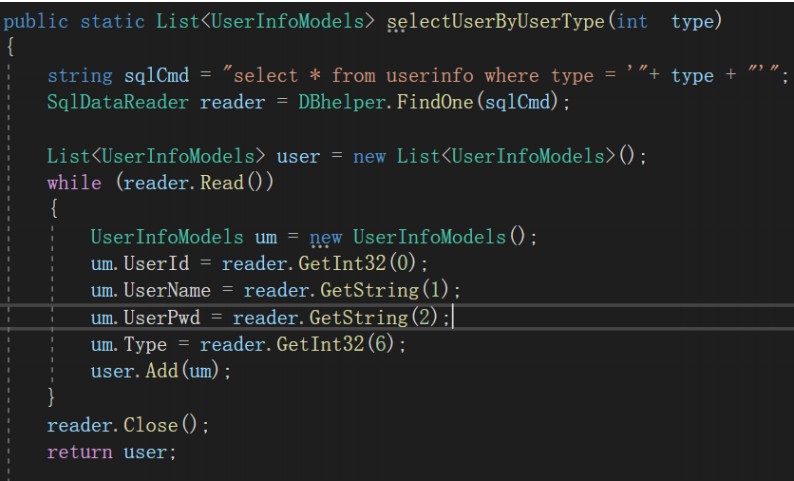 public static List<UserInfoModels> selectUserByUserType(int  type)
{
    string sqlCmd = "select * from userinfo where type = '"+ type + "'";
    SqlDataReader reader = DBhelper.FindOne(sqlCmd);

    List<UserInfoModels> user = new List<UserInfoModels>();
    while (reader.Read())
    {
        UserInfoModels um = new UserInfoModels();
        um.UserId = reader.GetInt32(0);
        um.UserName = reader.GetString(1);
        um.UserPwd = reader.GetString(2);
        um.Type = reader.GetInt32(6);
        user.Add(um);
    }
    reader.Close();
    return user;